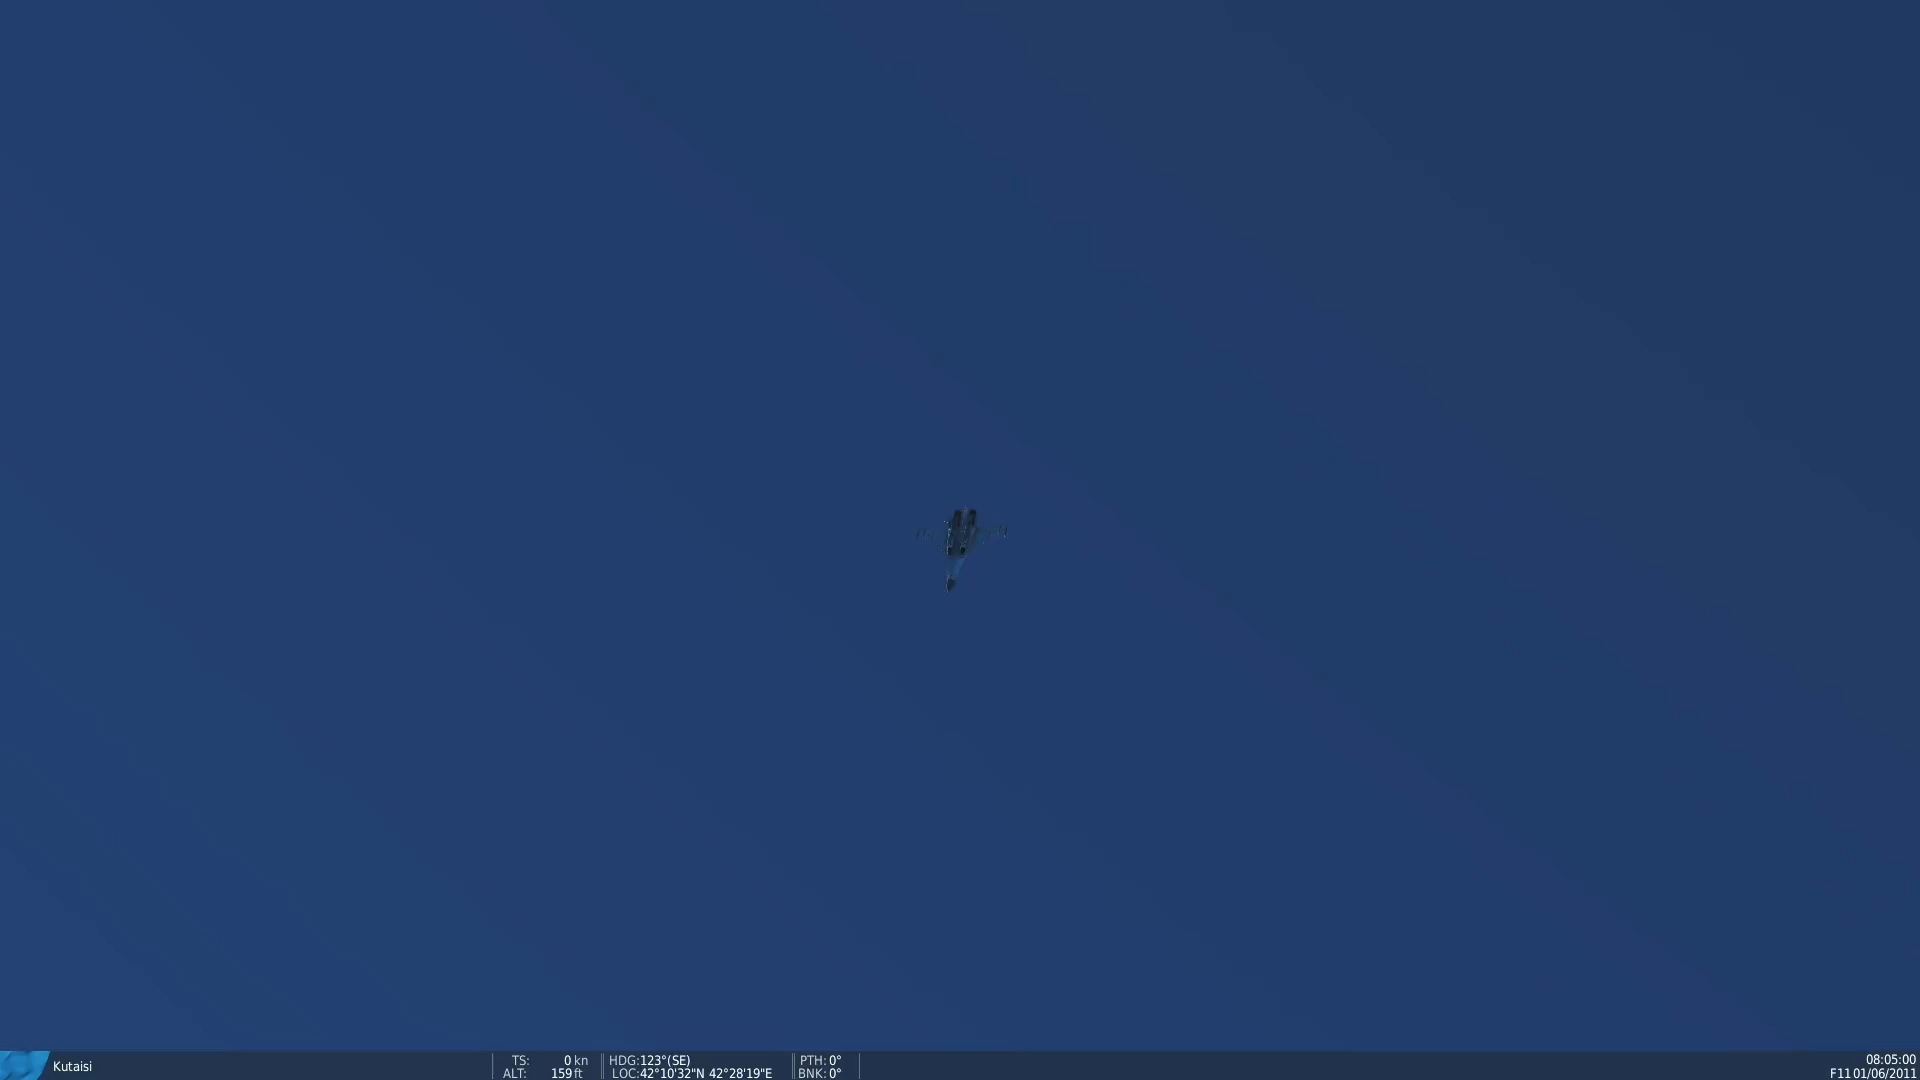 Kutaisi
TS: 0 kn
ALT: 159 ft
HDG:123°(SE)
LOC:42°10'32"N 42°28'19"E
PTH: 0°
BNK: 0°
08:05:00
F11 01/06/2011